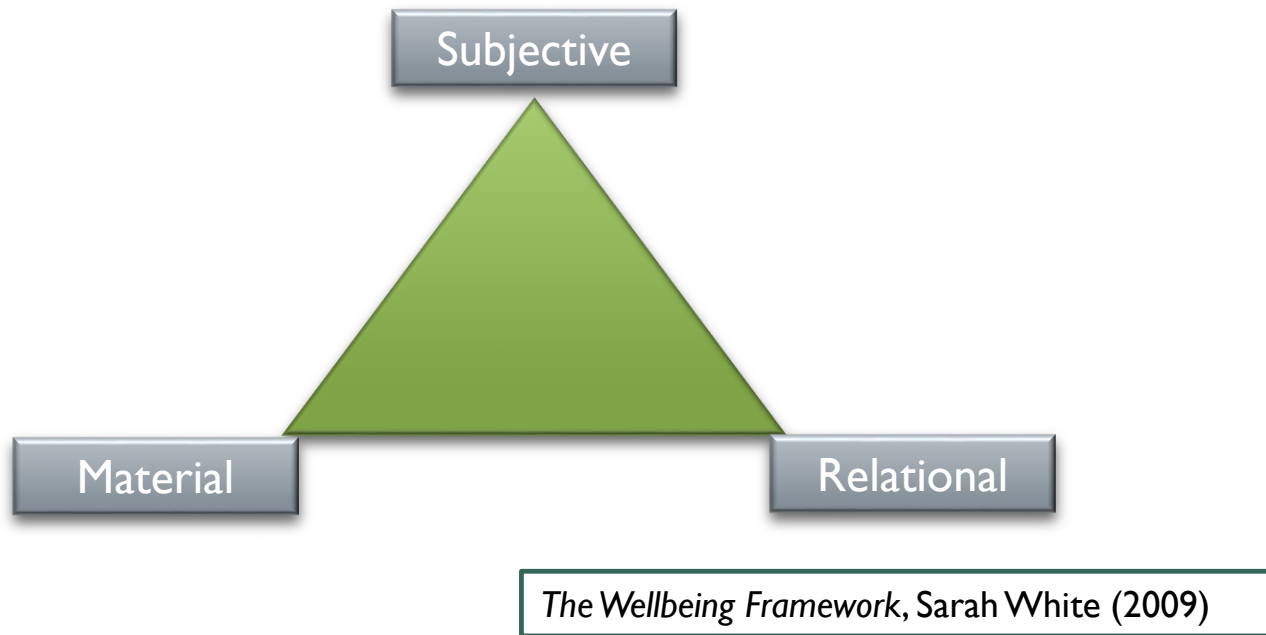 Subjective
Material
Relational
The Wellbeing Framework, Sarah White (2009)